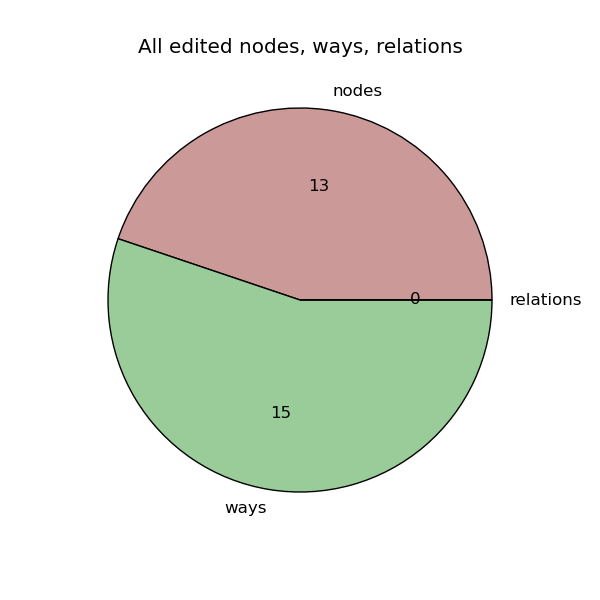 All edited nodes, ways, relations
nodes
13
0
relations
15
ways